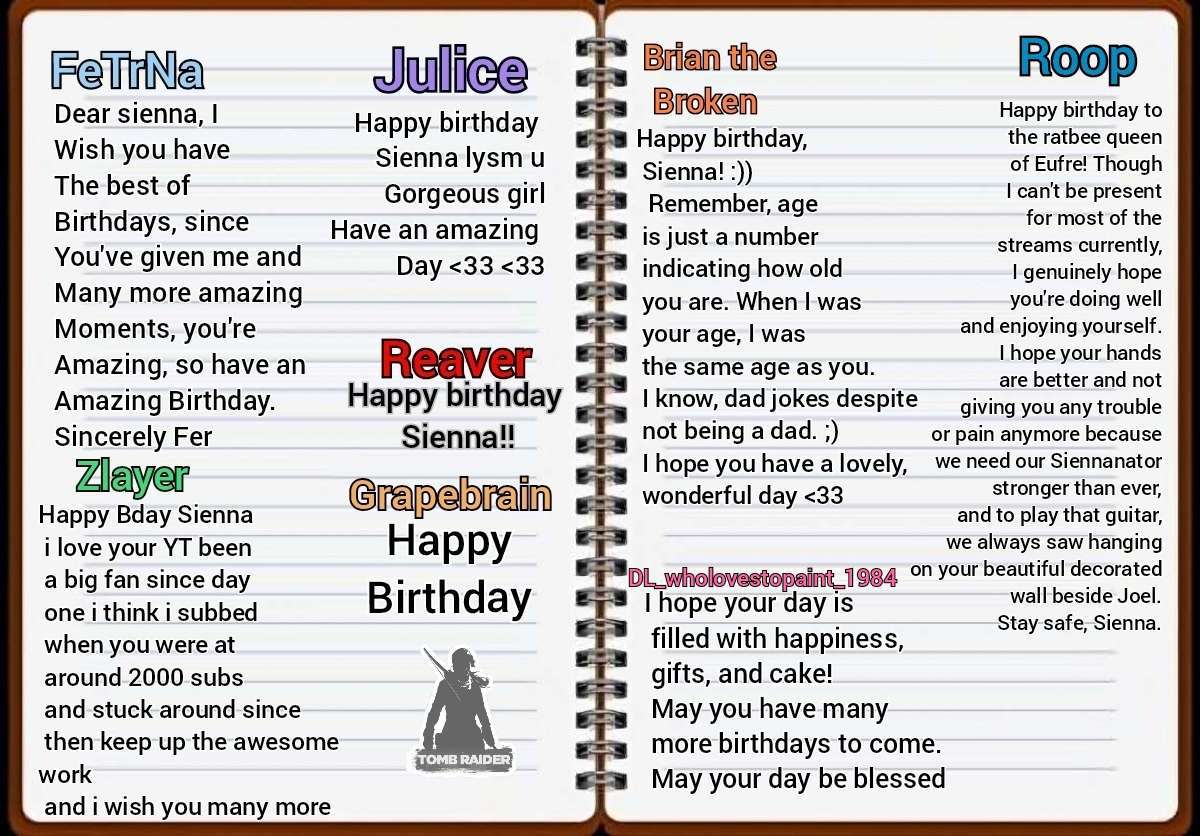 FeTrNa
Dear sienna, I
Wish you have
The best of
Birthdays, since
You've given me and
Many more amazing
Moments, you're
Amazing, so have an
Amazing Birthday.
Sincerely Fer
Zlayer
Happy Bday Sienna
i love your YT been
a big fan since day
one i think i subbed
when you were at
around 2000 subs
and stuck around since
then keep up the awesome
work
and i wish you many more
Julice
Happy birthday
Sienna lysm u
Gorgeous girl
Have an amazing
Day <33 <33
Reaver
Happy birthday
Sienna!!
Grapebrain
Happy
Birthday
TOMB RAIDER
Brian the
Broken
Happy birthday,
Sienna! :))
Remember, age
is just a number
indicating how old
you are. When I was
your age, I was
the same age as you.
I know, dad jokes despite
not being a dad. ;)
I hope you have a lovely,
wonderful day <33
DL_wholovestopaint_1984
I hope your day is
filled with happiness,
gifts, and cake!
May you have many
more birthdays to come.
May your day be blessed
Roop
Happy birthday to
the ratbee queen
of Eufre! Though
I can't be present
for most of the
streams currently,
I genuinely hope
you're doing well
and enjoying yourself.
I hope your hands
are better and not
giving you any trouble
or pain anymore because
we need our Siennanator
stronger than ever,
and to play that guitar,
we always saw hanging
on your beautiful decorated
wall beside Joel.
Stay safe, Sienna.